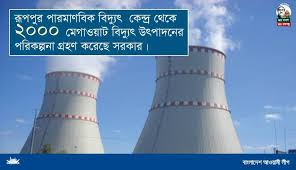 রূপপুর পারমাণবিক বিদ্যুৎ কেন্দ্র থেকে
২০০০ মেগাওয়াট বিদ্যুৎ উৎপাদনের
পরিকল্পনা গ্রহণ করেছে সরকার।
বাংলাদেশ আওয়ামী লীগ